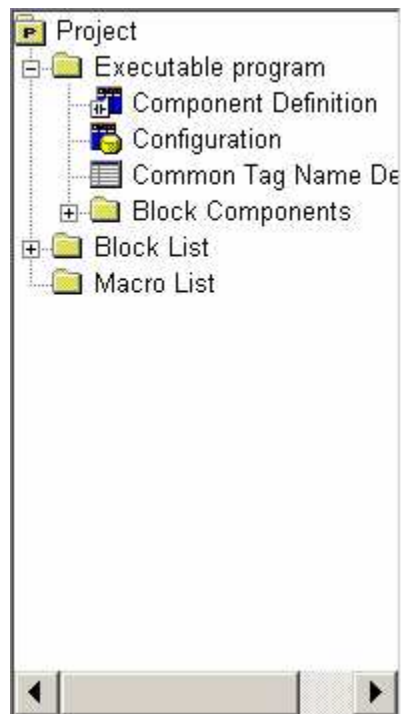 Project
Executable program
Component Definition
Configuration
Common Tag Name De
Block Components
Block List
Macro List